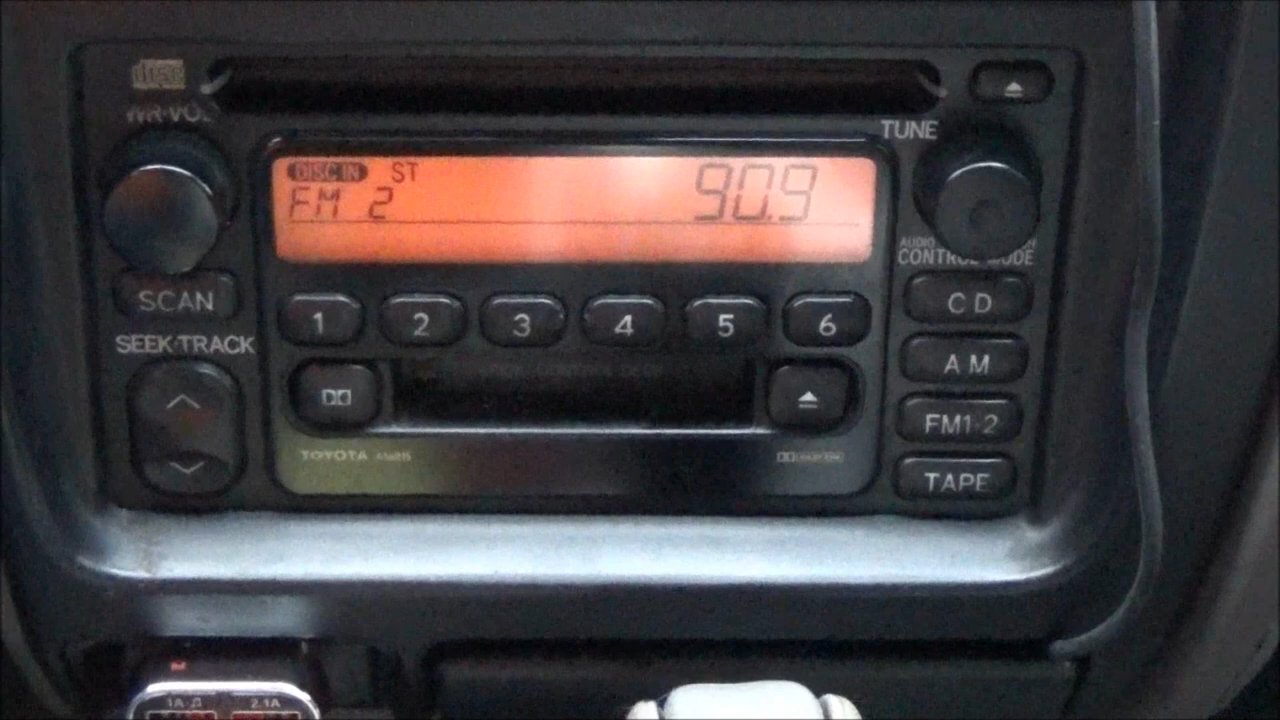 DISC
PWR·VOL
TUNE
DISC IN ST
FM 2 90.9
AUDIO
CONTROL MODE
SCAN
1 2 3 4 5 6
CD
SEEK·TRACK
AM
FM1·2
TOYOTA
TAPE
1A 2.1A